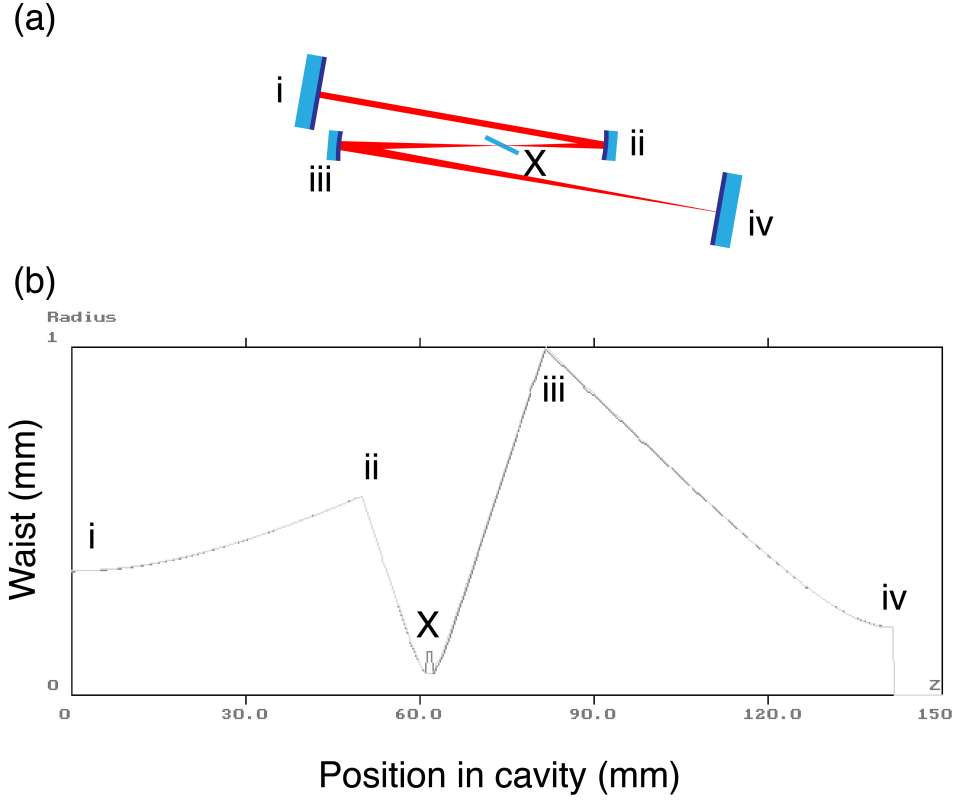 (a)
i
ii
X
iii
iv
(b)
Radius
1
iii
ii
i
X
iv
0
Z
0
30.0
60.0
90.0
120.0
150
Waist (mm)
Position in cavity (mm)